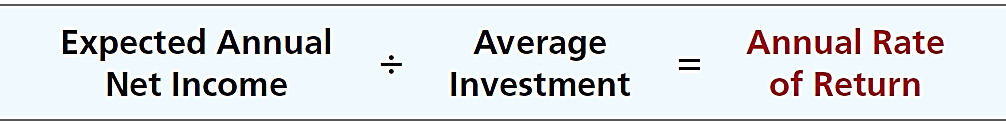 Expected Annual
Net Income
÷
Average
Investment
=
Annual Rate
of Return